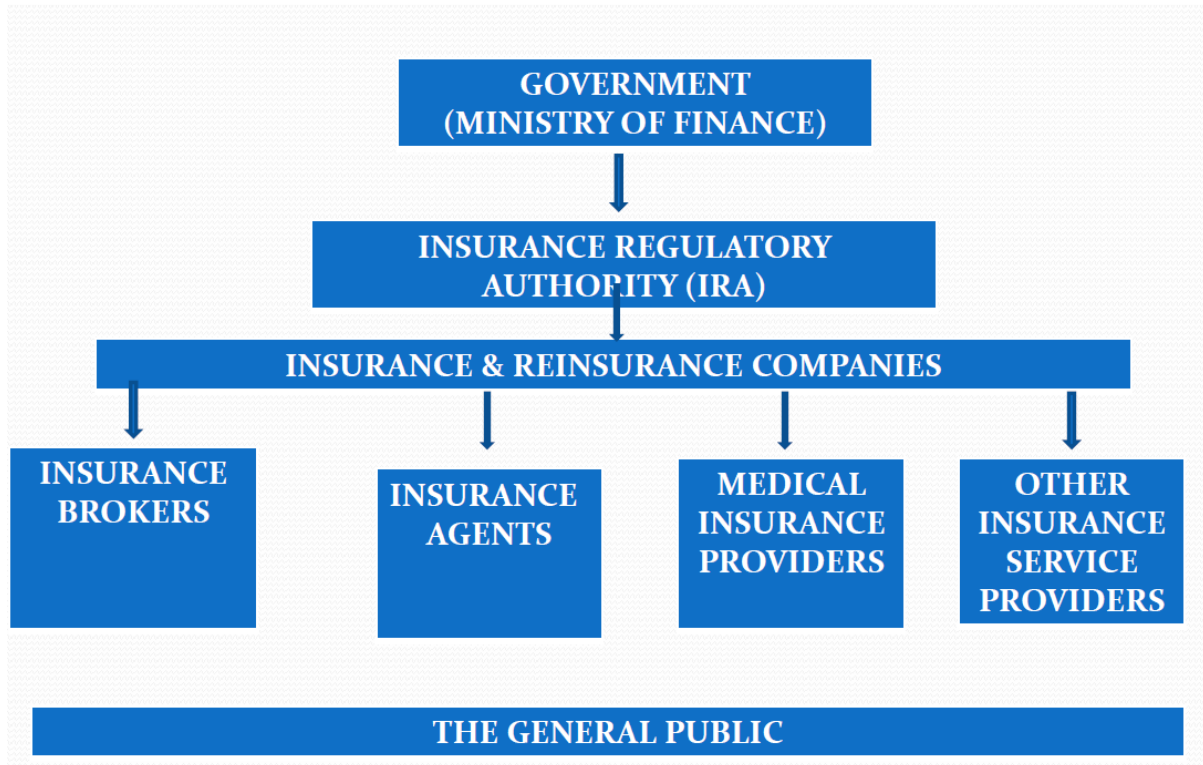 GOVERNMENT
(MINISTRY OF FINANCE)
INSURANCE REGULATORY
AUTHORITY (IRA)
INSURANCE & REINSURANCE COMPANIES
INSURANCE
BROKERS
INSURANCE
AGENTS
MEDICAL
INSURANCE
PROVIDERS
OTHER
INSURANCE
SERVICE
PROVIDERS
THE GENERAL PUBLIC